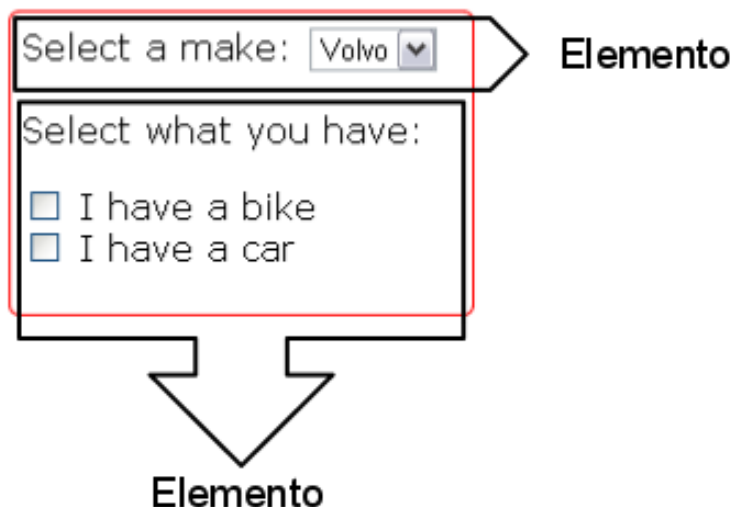 Select a make: Volvo
Elemento
Select what you have:
I have a bike
I have a car
Elemento